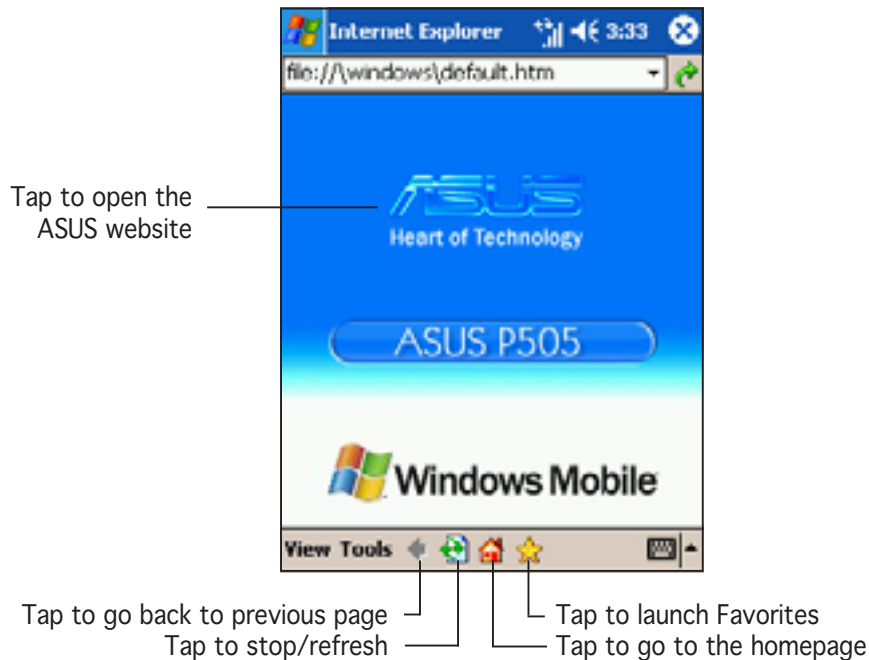 Internet Explorer 3:33
file://\windows\default.htm
Tap to open the
ASUS website
ASUS
Heart of Technology
ASUS P505
Windows Mobile
View Tools
Tap to go back to previous page
Tap to launch Favorites
Tap to stop/refresh
Tap to go to the homepage